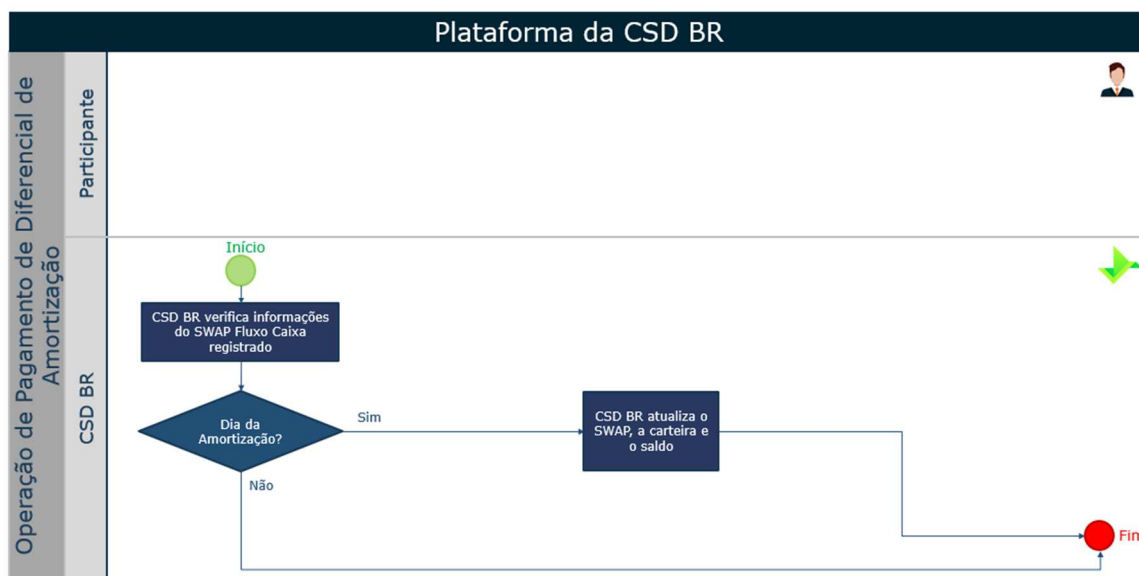 Plataforma da CSD BR
Operação de Pagamento de Diferencial de
Amortização
Participante
CSD BR
Início
CSD BR verifica informações
do SWAP Fluxo Caixa
registrado
Dia da
Amortização?
Sim
CSD BR atualiza o
SWAP, a carteira e
o saldo
Não
Fim